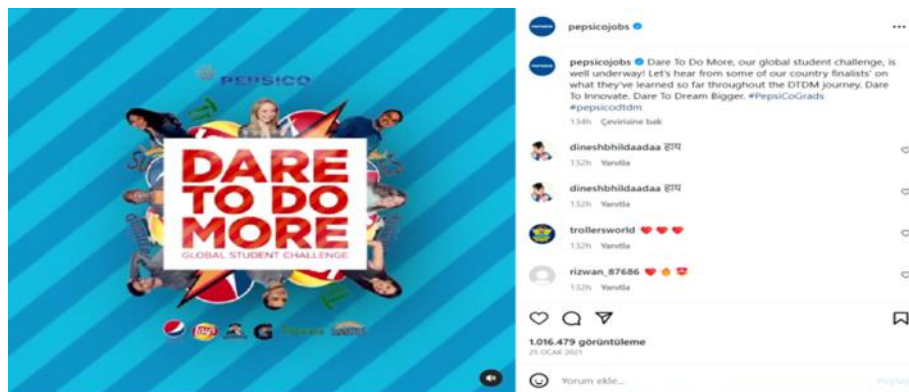 PEPSICO
DARE
TO DO
MORE
GLOBAL STUDENT CHALLENGE
Lay's
G
pepsicojobs
pepsicojobs Dare To Do More, our global student challenge, is
well underway! Let's hear from some of our country finalists' on
what they've learned so far throughout the DTDM journey. Dare
To Innovate. Dare To Dream Bigger. #PepsiCoGrads
#pepsicodtdm
134h Çevirisine bak
dineshbhildaadaa हाय
132h Yanıtla
dineshbhildaadaa हाय
132h Yanıtla
trollersworld ❤️ ❤️ ❤️
132h Yanıtla
rizwan_87686 ❤️ 🔥 😍
132h Yanıtla
1.016.479 görüntüleme
25 OCAK 2021
Yorum ekle...
Paylaş